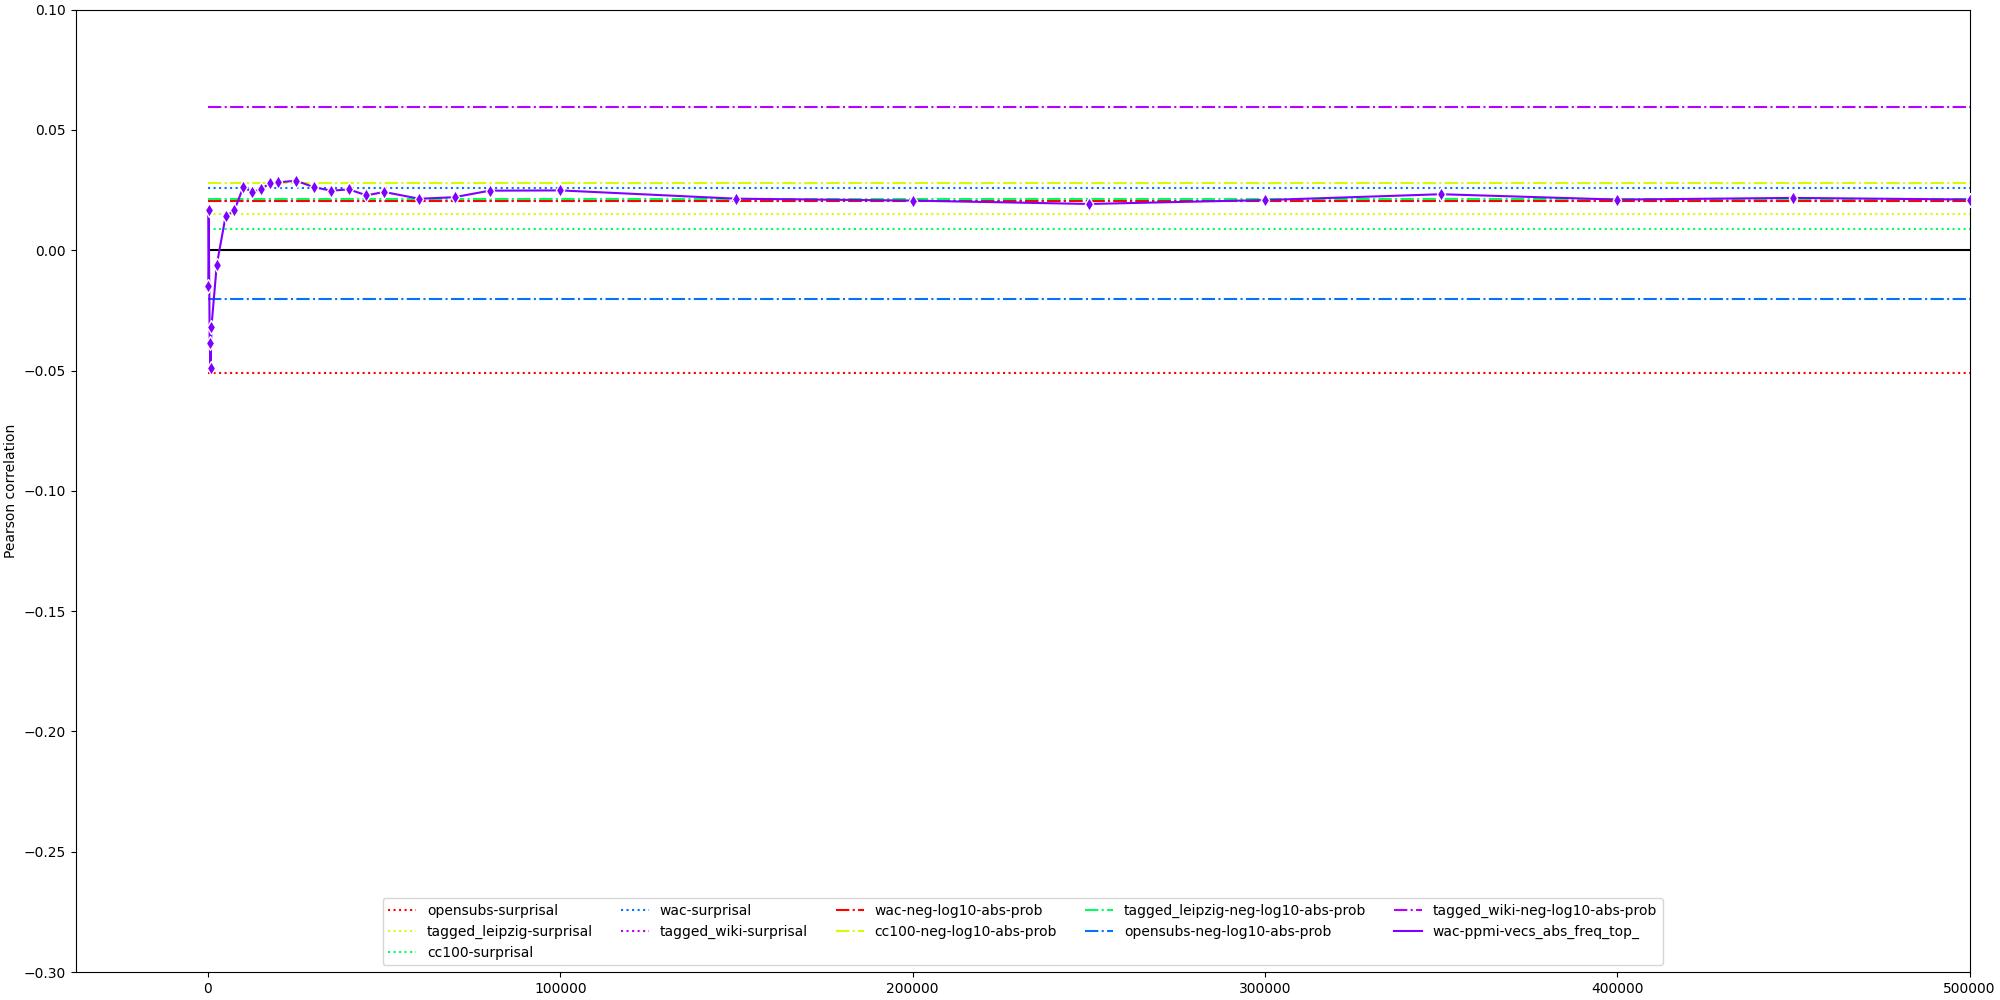 0.10
0.05
0.00
−0.05
−0.10
−0.15
−0.20
−0.25
−0.30
Pearson correlation
opensubs-surprisal
tagged_leipzig-surprisal
cc100-surprisal
wac-surprisal
tagged_wiki-surprisal
wac-neg-log10-abs-prob
cc100-neg-log10-abs-prob
tagged_leipzig-neg-log10-abs-prob
opensubs-neg-log10-abs-prob
tagged_wiki-neg-log10-abs-prob
wac-ppmi-vecs_abs_freq_top_
0 100000 200000 300000 400000 500000